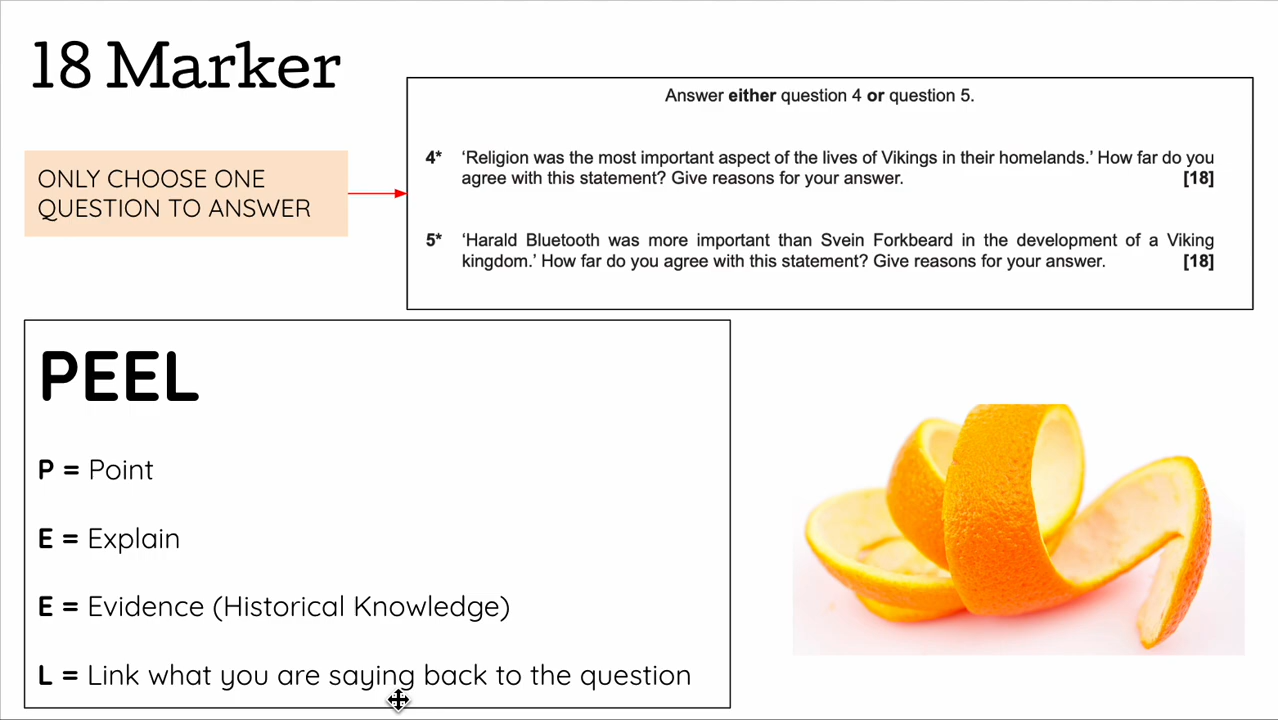 18 Marker
ONLY CHOOSE ONE
QUESTION TO ANSWER
Answer either question 4 or question 5.
4* ‘Religion was the most important aspect of the lives of Vikings in their homelands.’ How far do you
agree with this statement? Give reasons for your answer. [18]
5* ‘Harald Bluetooth was more important than Svein Forkbeard in the development of a Viking
kingdom.’ How far do you agree with this statement? Give reasons for your answer. [18]
PEEL
P = Point
E = Explain
E = Evidence (Historical Knowledge)
L = Link what you are saying back to the question